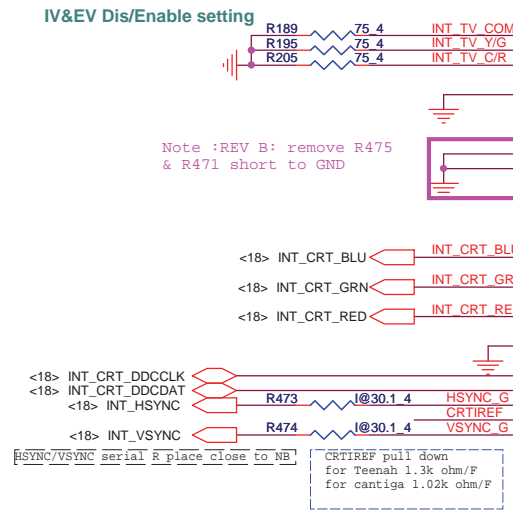 IV&EV Dis/Enable setting
R189 75_4 INT_TV_COM
R195 75_4 INT_TV_Y/G
R205 75_4 INT_TV_C/R
Note :REV B: remove R475
& R471 short to GND
<18> INT_CRT_BLU INT_CRT_BLU
<18> INT_CRT_GRN INT_CRT_GR
<18> INT_CRT_RED INT_CRT_RE
<18> INT_CRT_DDCCLK
<18> INT_CRT_DDCDAT
<18> INT_HSYNC R473 I@30.1_4 HSYNC_G
CRTIREF
<18> INT_VSYNC R474 I@30.1_4 VSYNC_G
HSYNC/VSYNC serial R place close to NB
CRTIREF pull down
for Teenah 1.3k ohm/F
for cantiga 1.02k ohm/F